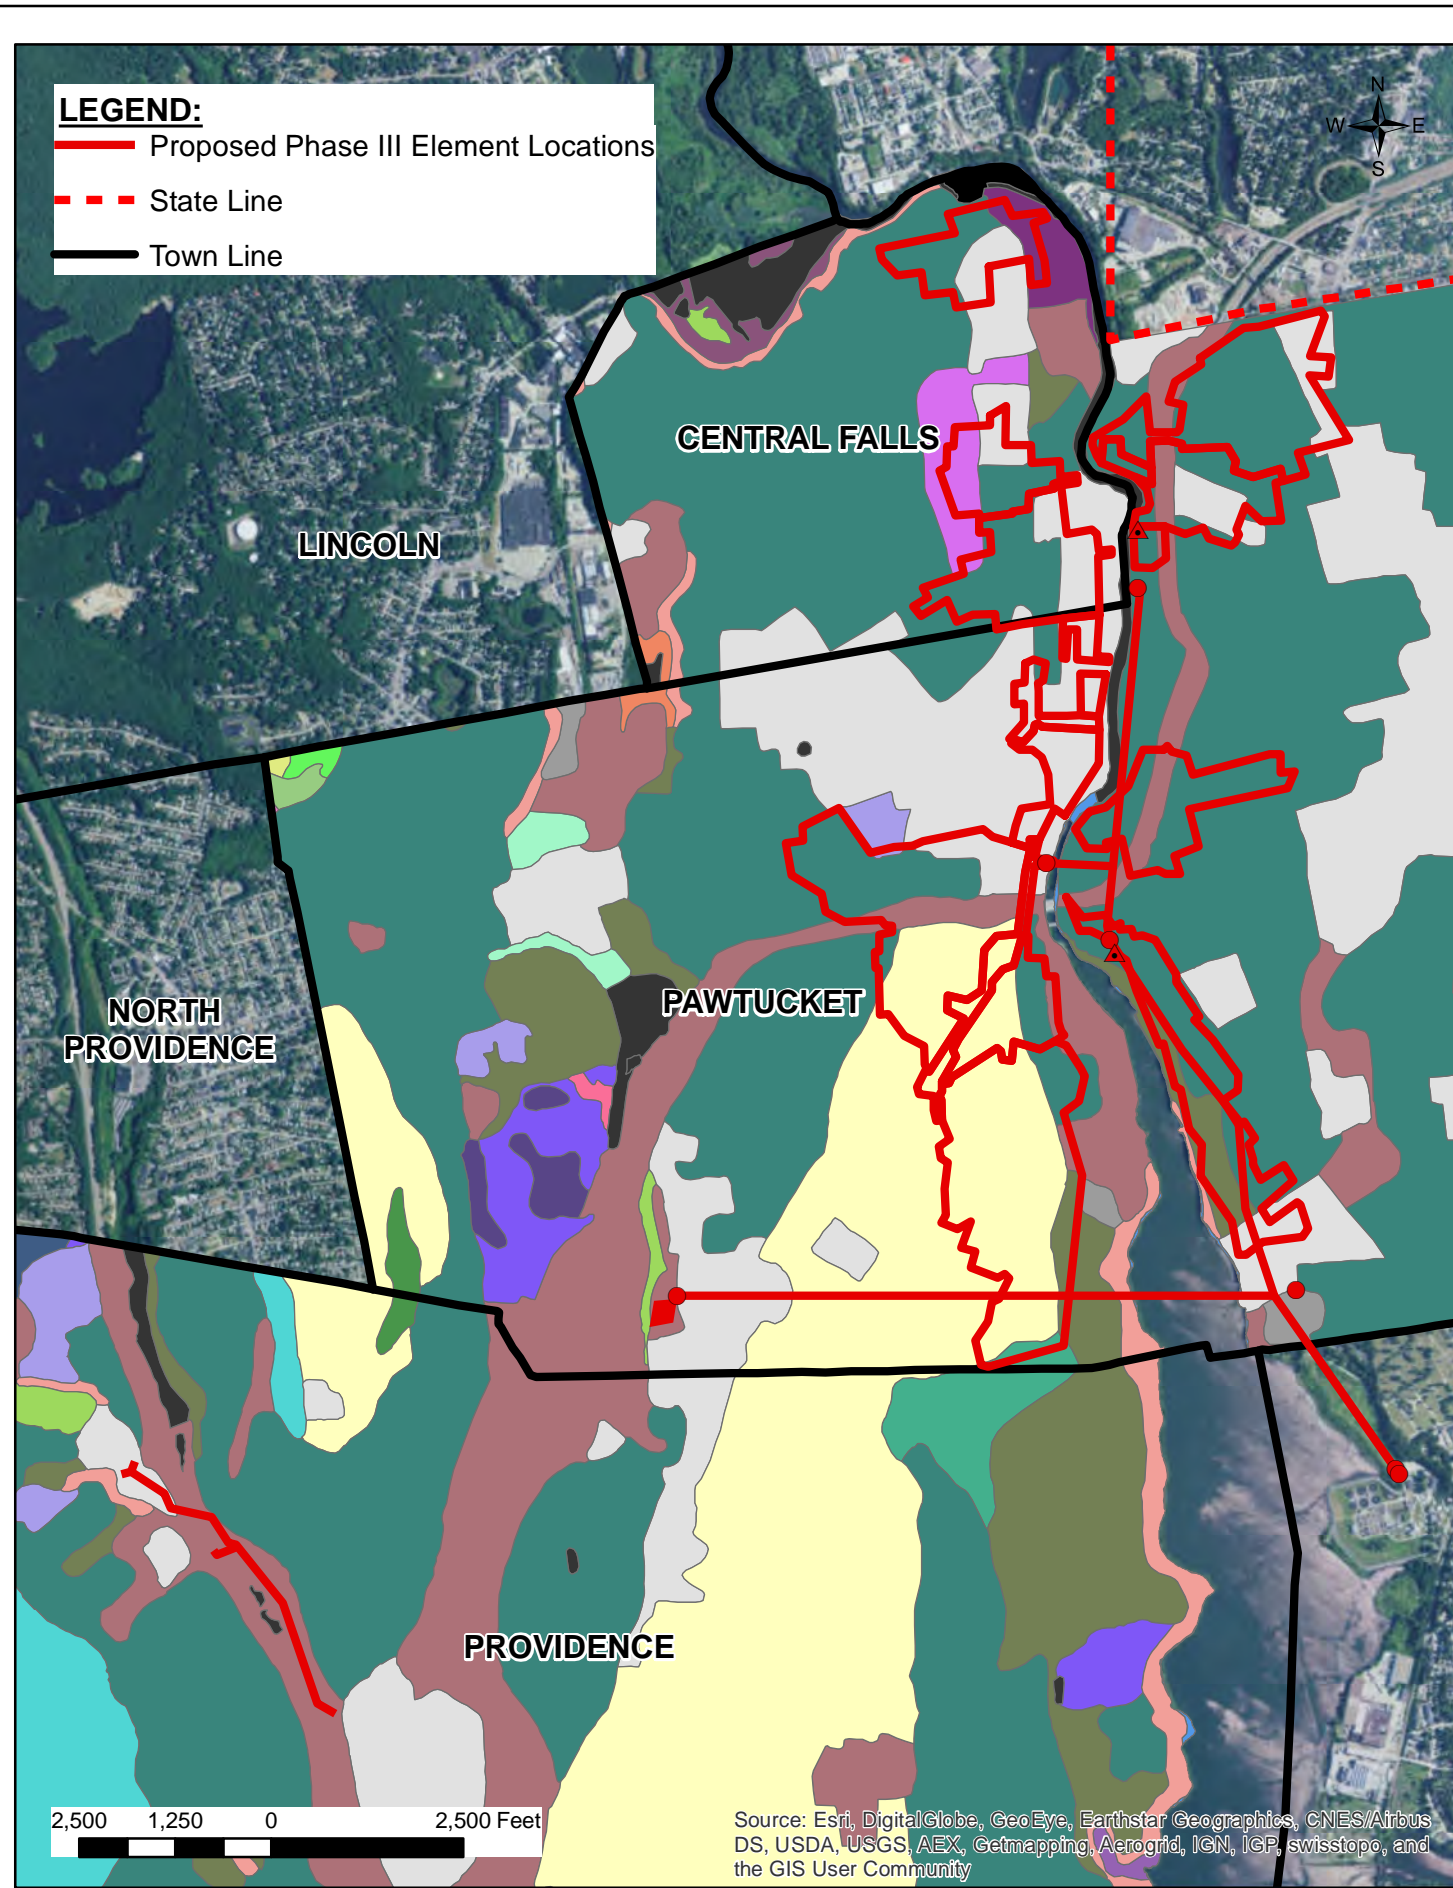 LEGEND:
Proposed Phase III Element Locations
State Line
Town Line
N
W E
S
CENTRAL FALLS
LINCOLN
PAWTUCKET
NORTH
PROVIDENCE
PROVIDENCE
2,500 1,250 0 2,500 Feet
Source: Esri, DigitalGlobe, GeoEye, Earthstar Geographics, CNES/Airbus
DS, USDA, USGS, AEX, Getmapping, Aerogrid, IGN, IGP, swisstopo, and
the GIS User Community